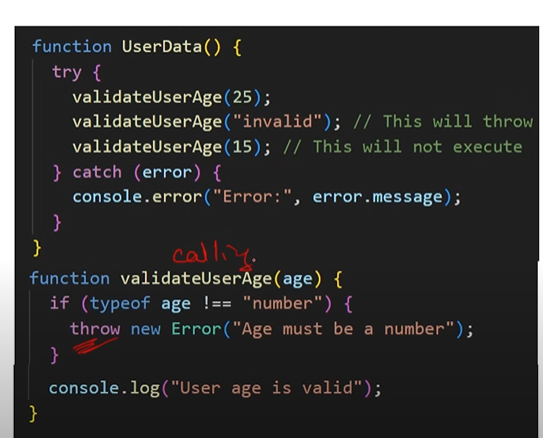 function UserData() {
try {
validateUserAge(25);
validateUserAge("invalid"); // This will throw
validateUserAge(15); // This will not execute
} catch (error) {
console.error("Error:", error.message);
}
}
calling.
function validateUserAge(age) {
if (typeof age !== "number") {
throw new Error("Age must be a number");
}
console.log("User age is valid");
}